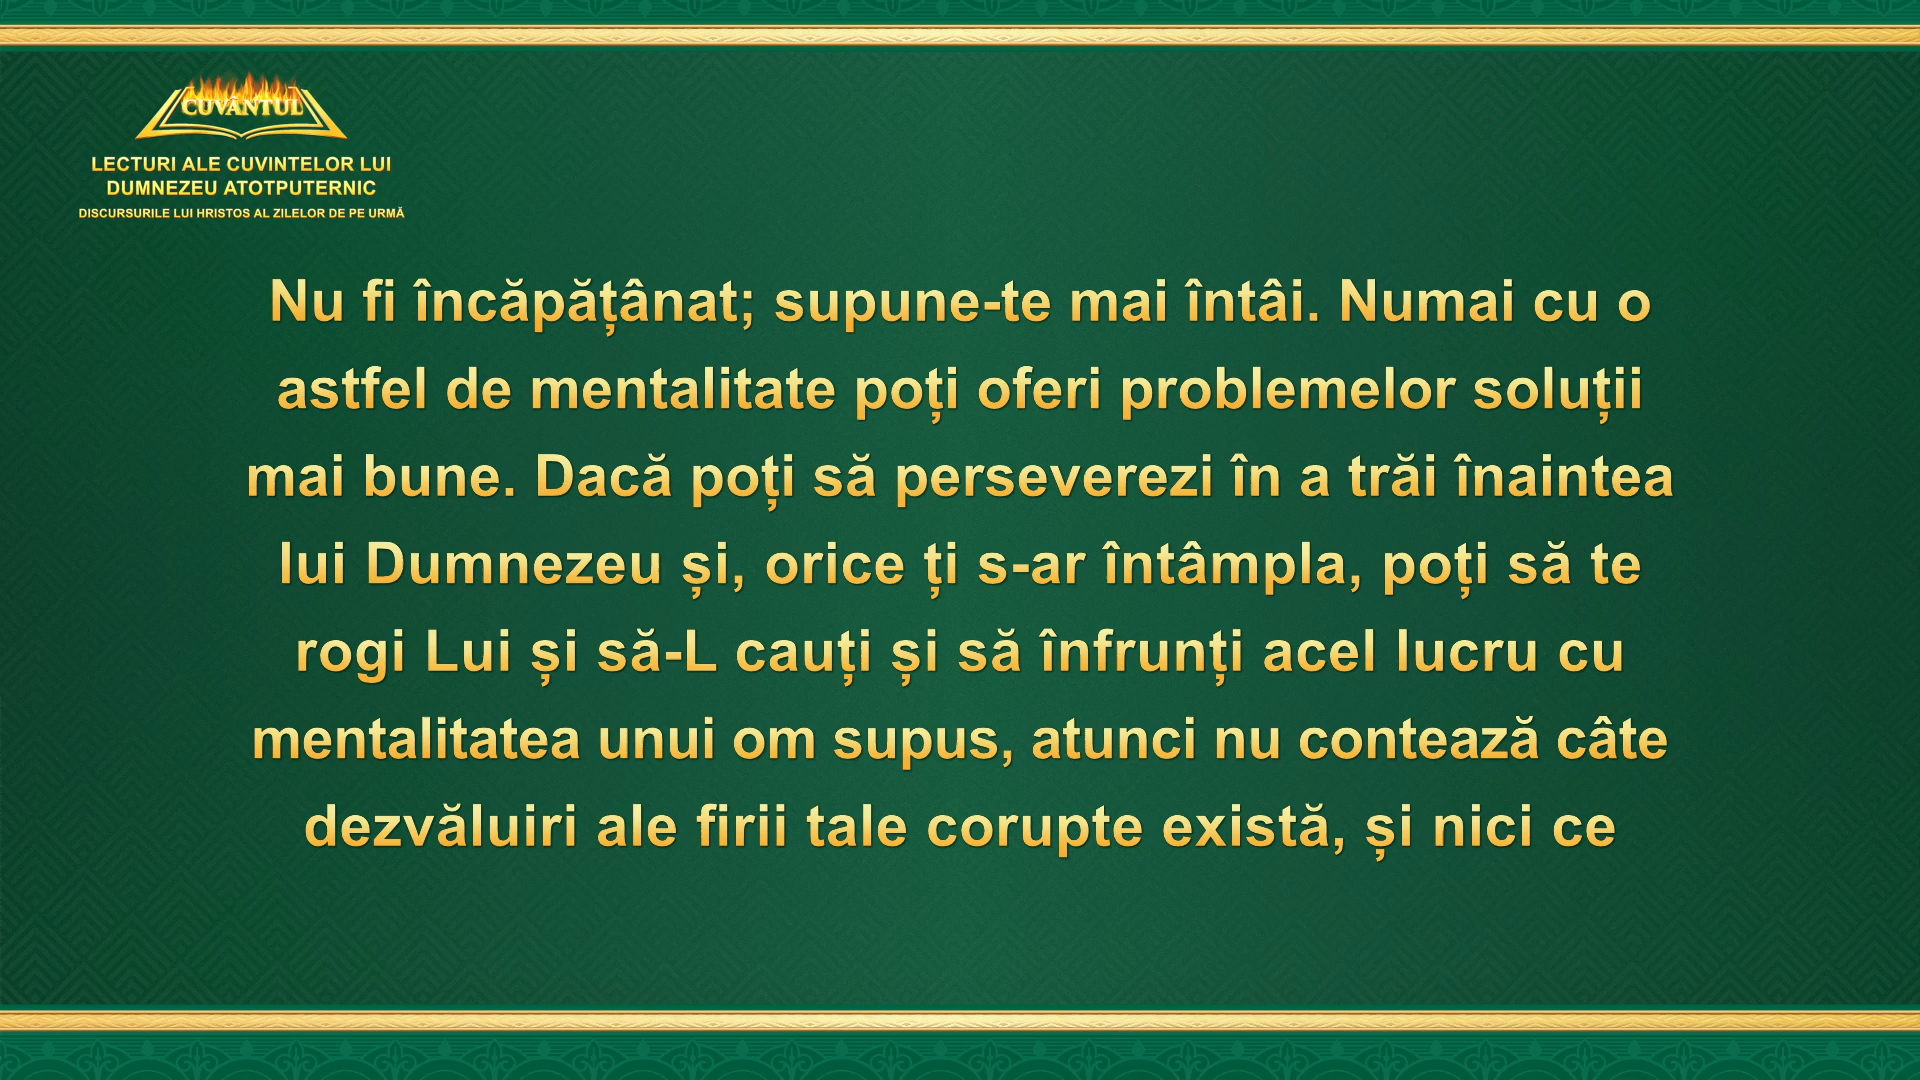 CUVÂNTUL
LECTURI ALE CUVINTELOR LUI
DUMNEZEU ATOTPUTERNIC
DISCURSURILE LUI HRISTOS AL ZILELOR DE PE URMĂ
Nu fi încăpățânat; supune-te mai întâi. Numai cu o
astfel de mentalitate poți oferi problemelor soluții
mai bune. Dacă poți să perseverezi în a trăi înaintea
lui Dumnezeu și, orice ți s-ar întâmpla, poți să te
rogi Lui și să-L cauți și să înfrunți acel lucru cu
mentalitatea unui om supus, atunci nu contează câte
dezvăluiri ale firii tale corupte există, și nici ce